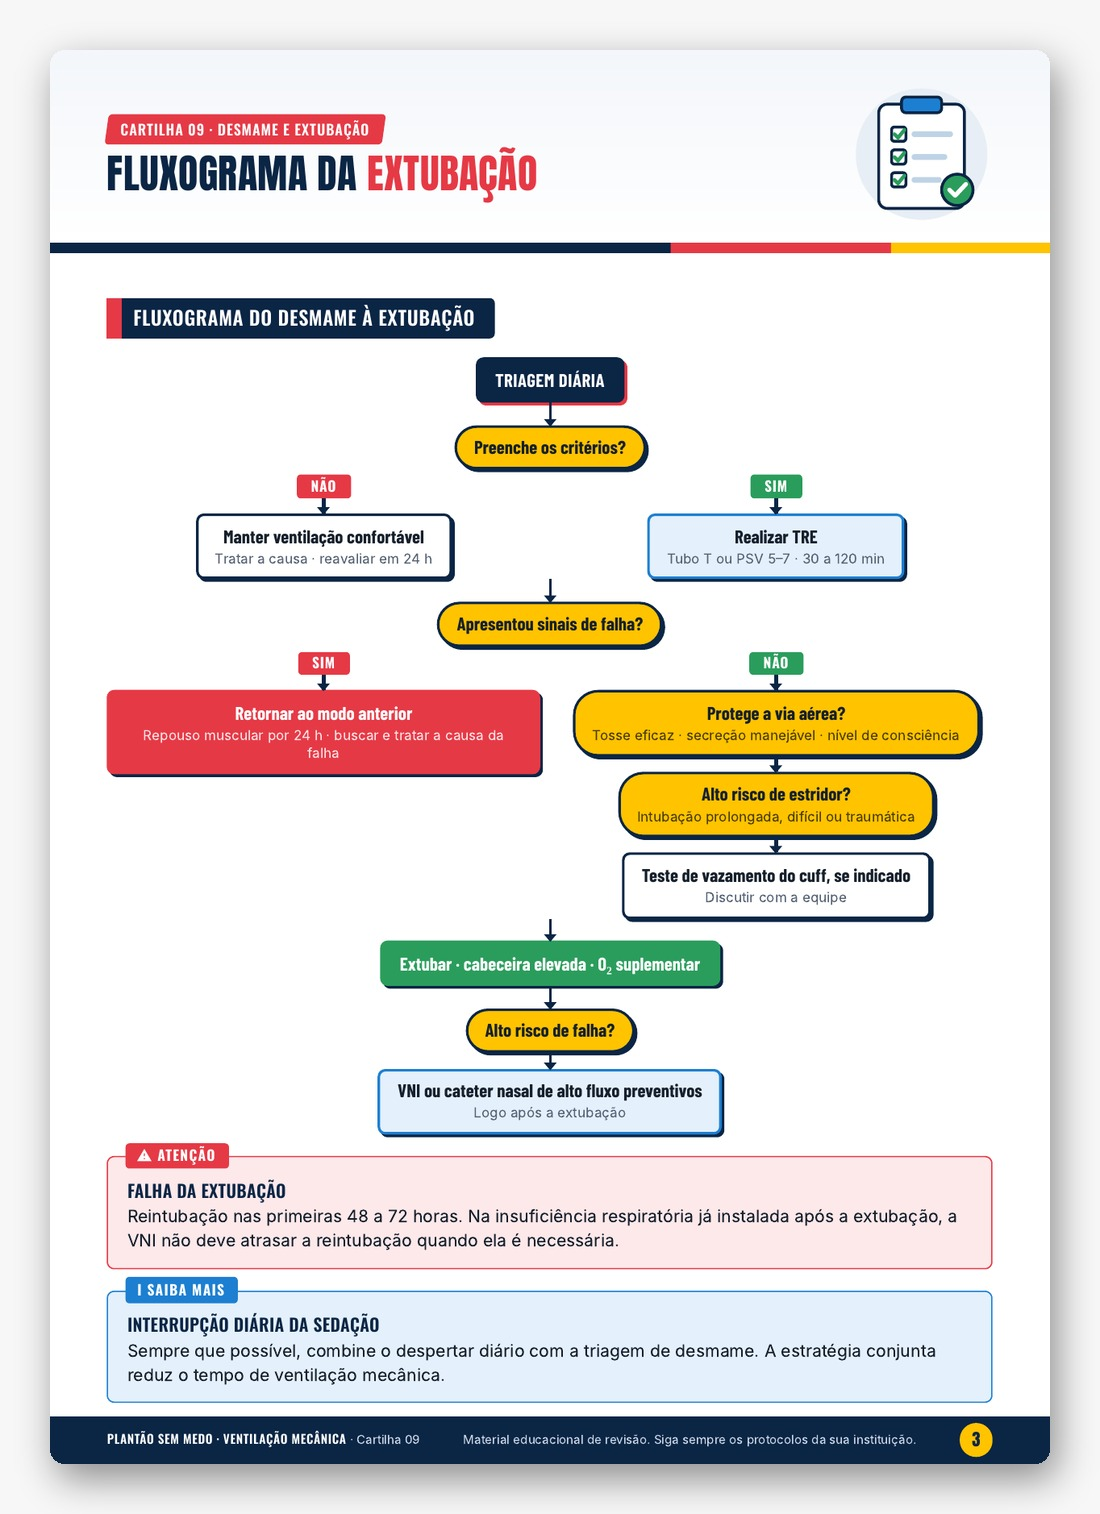 CARTILHA 09 · DESMAME E EXTUBAÇÃO
FLUXOGRAMA DA EXTUBAÇÃO
FLUXOGRAMA DO DESMAME À EXTUBAÇÃO
TRIAGEM DIÁRIA
Preenche os critérios?
NÃO
SIM
Manter ventilação confortável
Tratar a causa · reavaliar em 24 h
Realizar TRE
Tubo T ou PSV 5–7 · 30 a 120 min
Apresentou sinais de falha?
SIM
NÃO
Retornar ao modo anterior
Repouso muscular por 24 h · buscar e tratar a causa da
falha
Protege a via aérea?
Tosse eficaz · secreção manejável · nível de consciência
Alto risco de estridor?
Intubação prolongada, difícil ou traumática
Teste de vazamento do cuff, se indicado
Discutir com a equipe
Extubar · cabeceira elevada · O₂ suplementar
Alto risco de falha?
VNI ou cateter nasal de alto fluxo preventivos
Logo após a extubação
ATENÇÃO
FALHA DA EXTUBAÇÃO
Reintubação nas primeiras 48 a 72 horas. Na insuficiência respiratória já instalada após a extubação, a
VNI não deve atrasar a reintubação quando ela é necessária.
I SAIBA MAIS
INTERRUPÇÃO DIÁRIA DA SEDAÇÃO
Sempre que possível, combine o despertar diário com a triagem de desmame. A estratégia conjunta
reduz o tempo de ventilação mecânica.
PLANTÃO SEM MEDO · VENTILAÇÃO MECÂNICA · Cartilha 09
Material educacional de revisão. Siga sempre os protocolos da sua instituição.
3